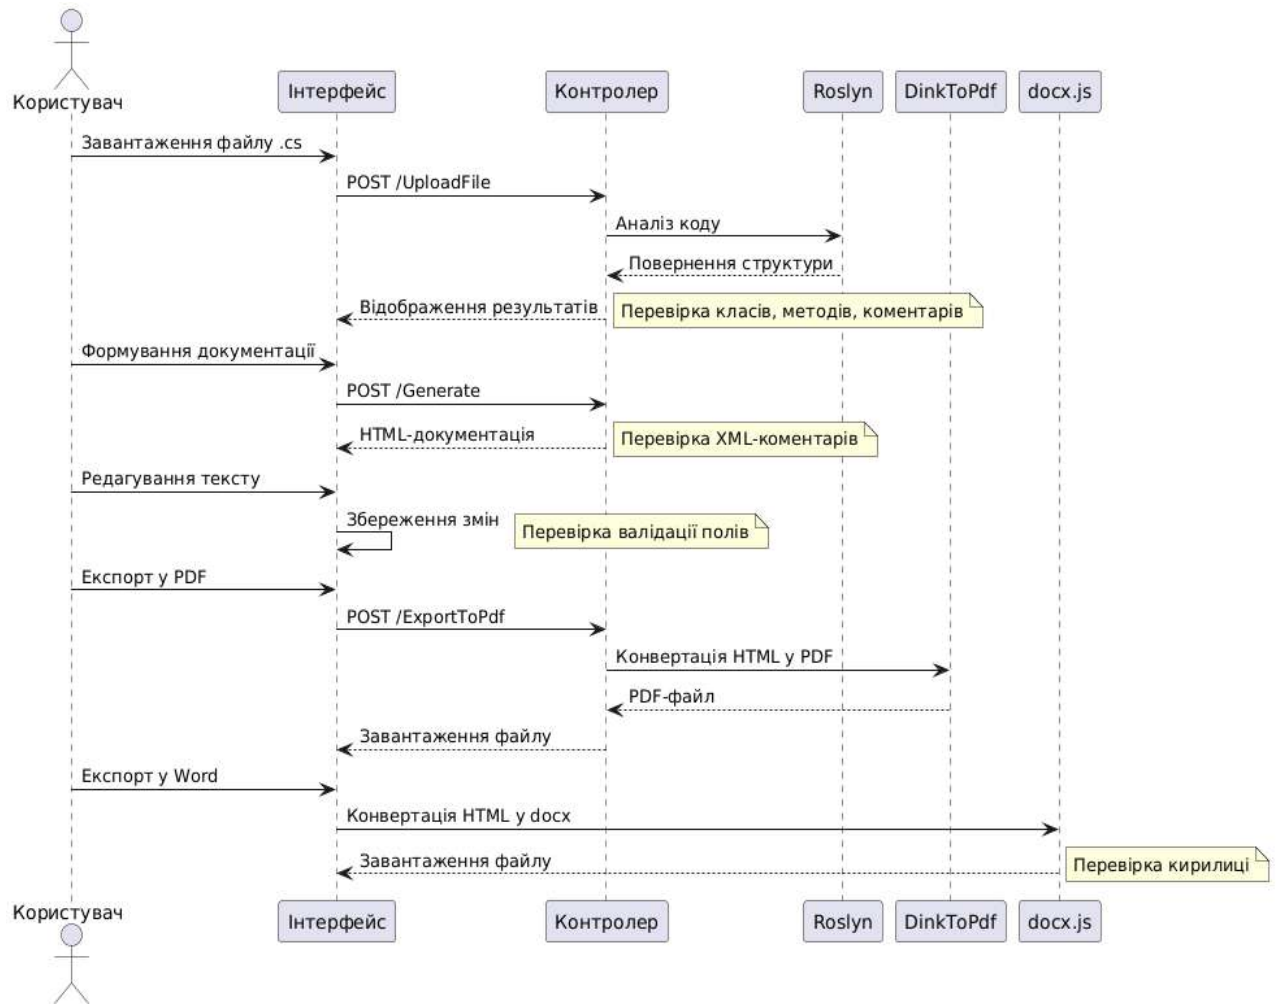 Користувач
Інтерфейс
Контролер
Roslyn
DinkToPdf
docx.js
Завантаження файлу .cs
POST /UploadFile
Аналіз коду
Повернення структури
Відображення результатів
Перевірка класів, методів, коментарів
Формування документації
POST /Generate
HTML-документація
Перевірка XML-коментарів
Редагування тексту
Збереження змін
Перевірка валідації полів
Експорт у PDF
POST /ExportToPdf
Конвертація HTML у PDF
PDF-файл
Завантаження файлу
Експорт у Word
Конвертація HTML у docx
Завантаження файлу
Перевірка кирилиці
Користувач
Інтерфейс
Контролер
Roslyn
DinkToPdf
docx.js